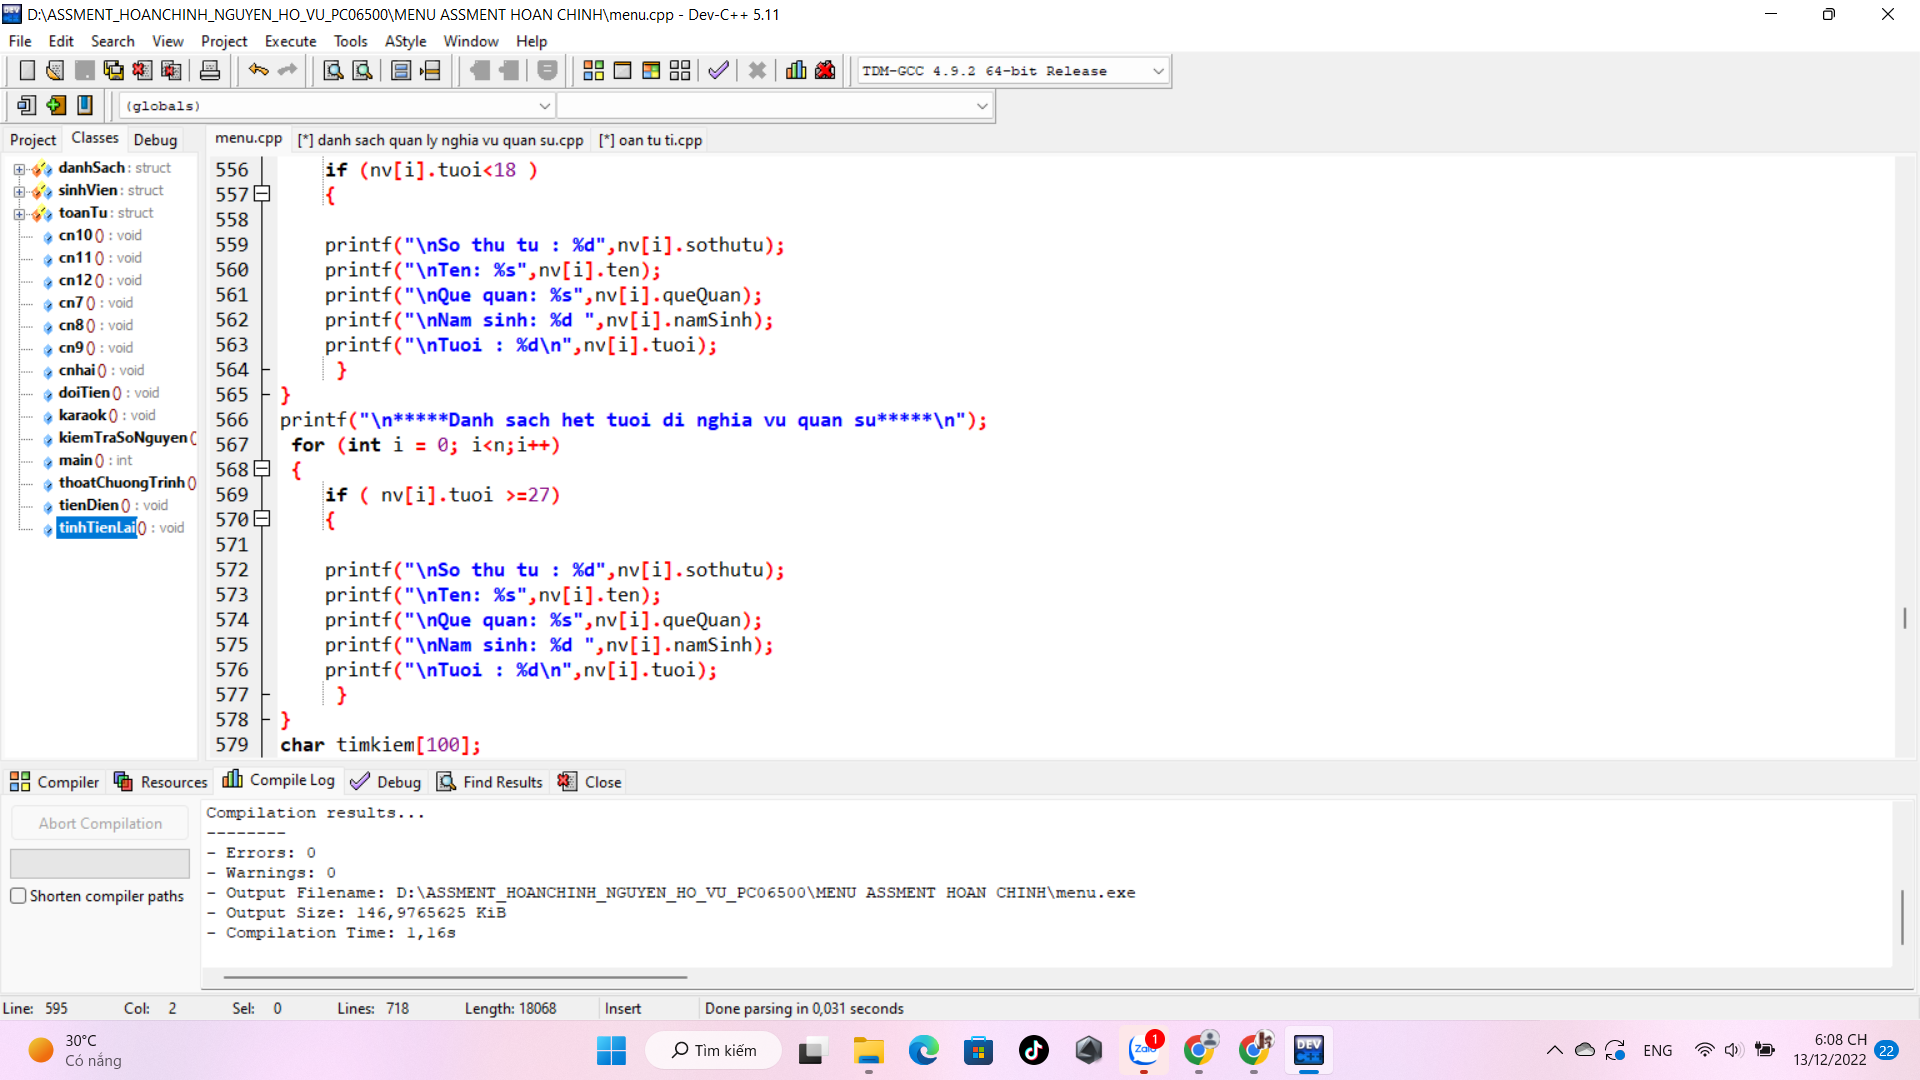 D:\ASSMENT_HOANCHINH_NGUYEN_HO_VU_PC06500\MENU ASSMENT HOAN CHINH\menu.cpp - Dev-C++ 5.11
File Edit Search View Project Execute Tools AStyle Window Help
TDM-GCC 4.9.2 64-bit Release
(globals)
Project Classes Debug
menu.cpp [*] danh sach quan ly nghia vu quan su.cpp [*] oan tu ti.cpp
danhSach : struct
sinhVien : struct
toanTu : struct
cn10 () : void
cn11 () : void
cn12 () : void
cn7 () : void
cn8 () : void
cn9 () : void
cnhai () : void
doiTien () : void
karaok () : void
kiemTraSoNguyen (
main () : int
thoatChuongTrinh ()
tienDien () : void
tinhTienLai () : void
556 if (nv[i].tuoi<18 )
557 {
558
559 printf("\nSo thu tu : %d",nv[i].sothutu);
560 printf("\nTen: %s",nv[i].ten);
561 printf("\nQue quan: %s",nv[i].queQuan);
562 printf("\nNam sinh: %d ",nv[i].namSinh);
563 printf("\nTuoi : %d\n",nv[i].tuoi);
564 }
565 }
566 printf("\n*****Danh sach het tuoi di nghia vu quan su*****\n");
567 for (int i = 0; i<n;i++)
568 {
569 if ( nv[i].tuoi >=27)
570 {
571
572 printf("\nSo thu tu : %d",nv[i].sothutu);
573 printf("\nTen: %s",nv[i].ten);
574 printf("\nQue quan: %s",nv[i].queQuan);
575 printf("\nNam sinh: %d ",nv[i].namSinh);
576 printf("\nTuoi : %d\n",nv[i].tuoi);
577 }
578 }
579 char timkiem[100];
Compiler Resources Compile Log Debug Find Results Close
Abort Compilation
Shorten compiler paths
Compilation results...
--------
- Errors: 0
- Warnings: 0
- Output Filename: D:\ASSMENT_HOANCHINH_NGUYEN_HO_VU_PC06500\MENU ASSMENT HOAN CHINH\menu.exe
- Output Size: 146,9765625 KiB
- Compilation Time: 1,16s
Line: 595 Col: 2 Sel: 0 Lines: 718 Length: 18068 Insert Done parsing in 0,031 seconds
30°C
Có nắng
Tìm kiếm
Zalo
1
DEV C++
ENG
6:08 CH
13/12/2022
22